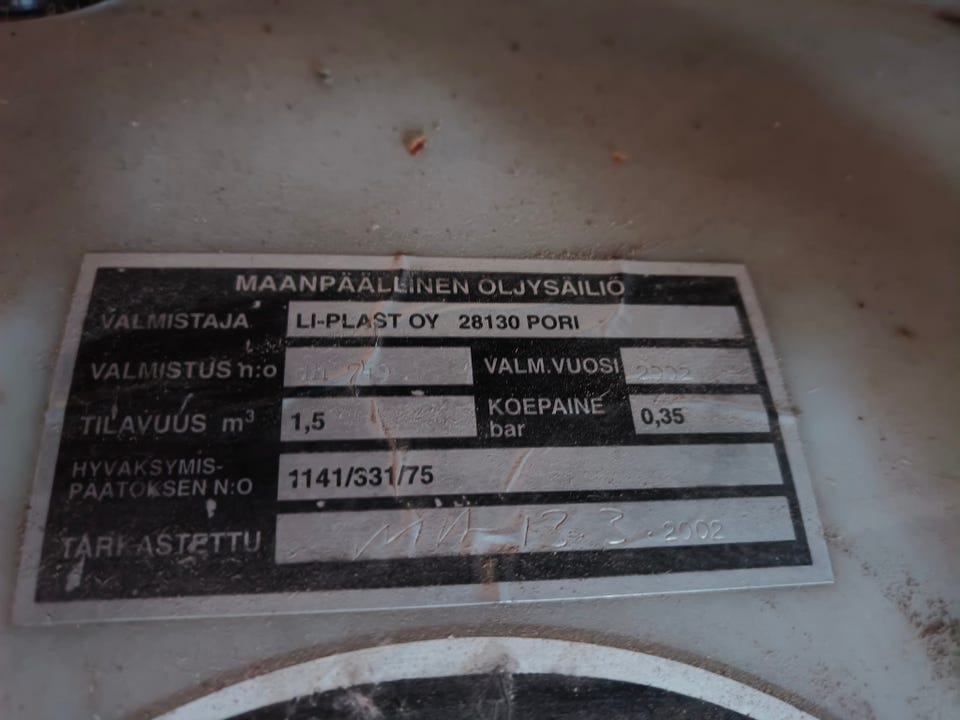 MAANPÄÄLLINEN ÖLJYSÄILIÖ
VALMISTAJA LI-PLAST OY 28130 PORI
VALMISTUS n:o VALM.VUOSI 2002
TILAVUUS m³ 1,5 KOEPAINE bar 0,35
HYVÄKSYMIS-
PÄÄTÖKSEN N:O 1141/331/75
TARKASTETTU 13.3.2002